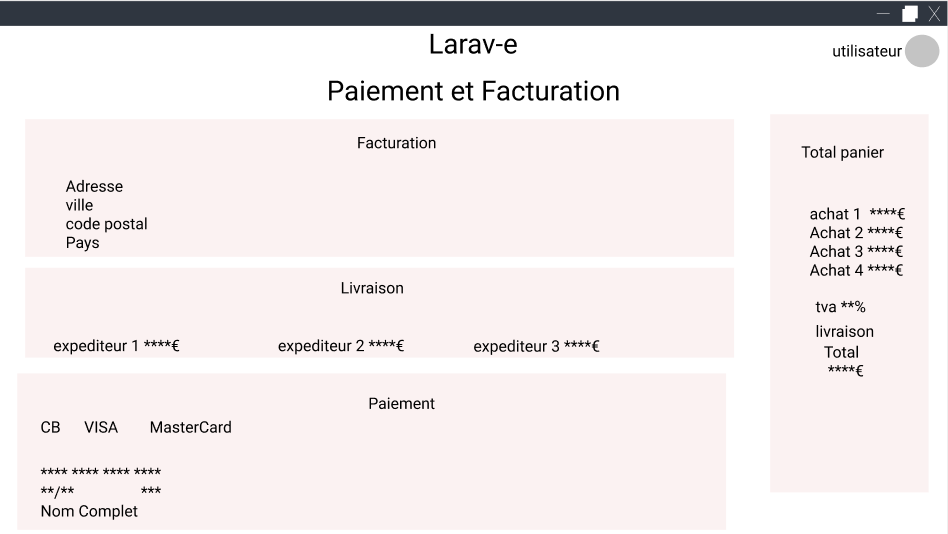 Larav-e
utilisateur
Paiement et Facturation
Facturation
Adresse
ville
code postal
Pays
Livraison
expediteur 1 ****€ expediteur 2 ****€ expediteur 3 ****€
Paiement
CB VISA MasterCard
**** **** **** ****
**/** ***
Nom Complet
Total panier
achat 1 ****€
Achat 2 ****€
Achat 3 ****€
Achat 4 ****€
tva **%
livraison
Total
****€